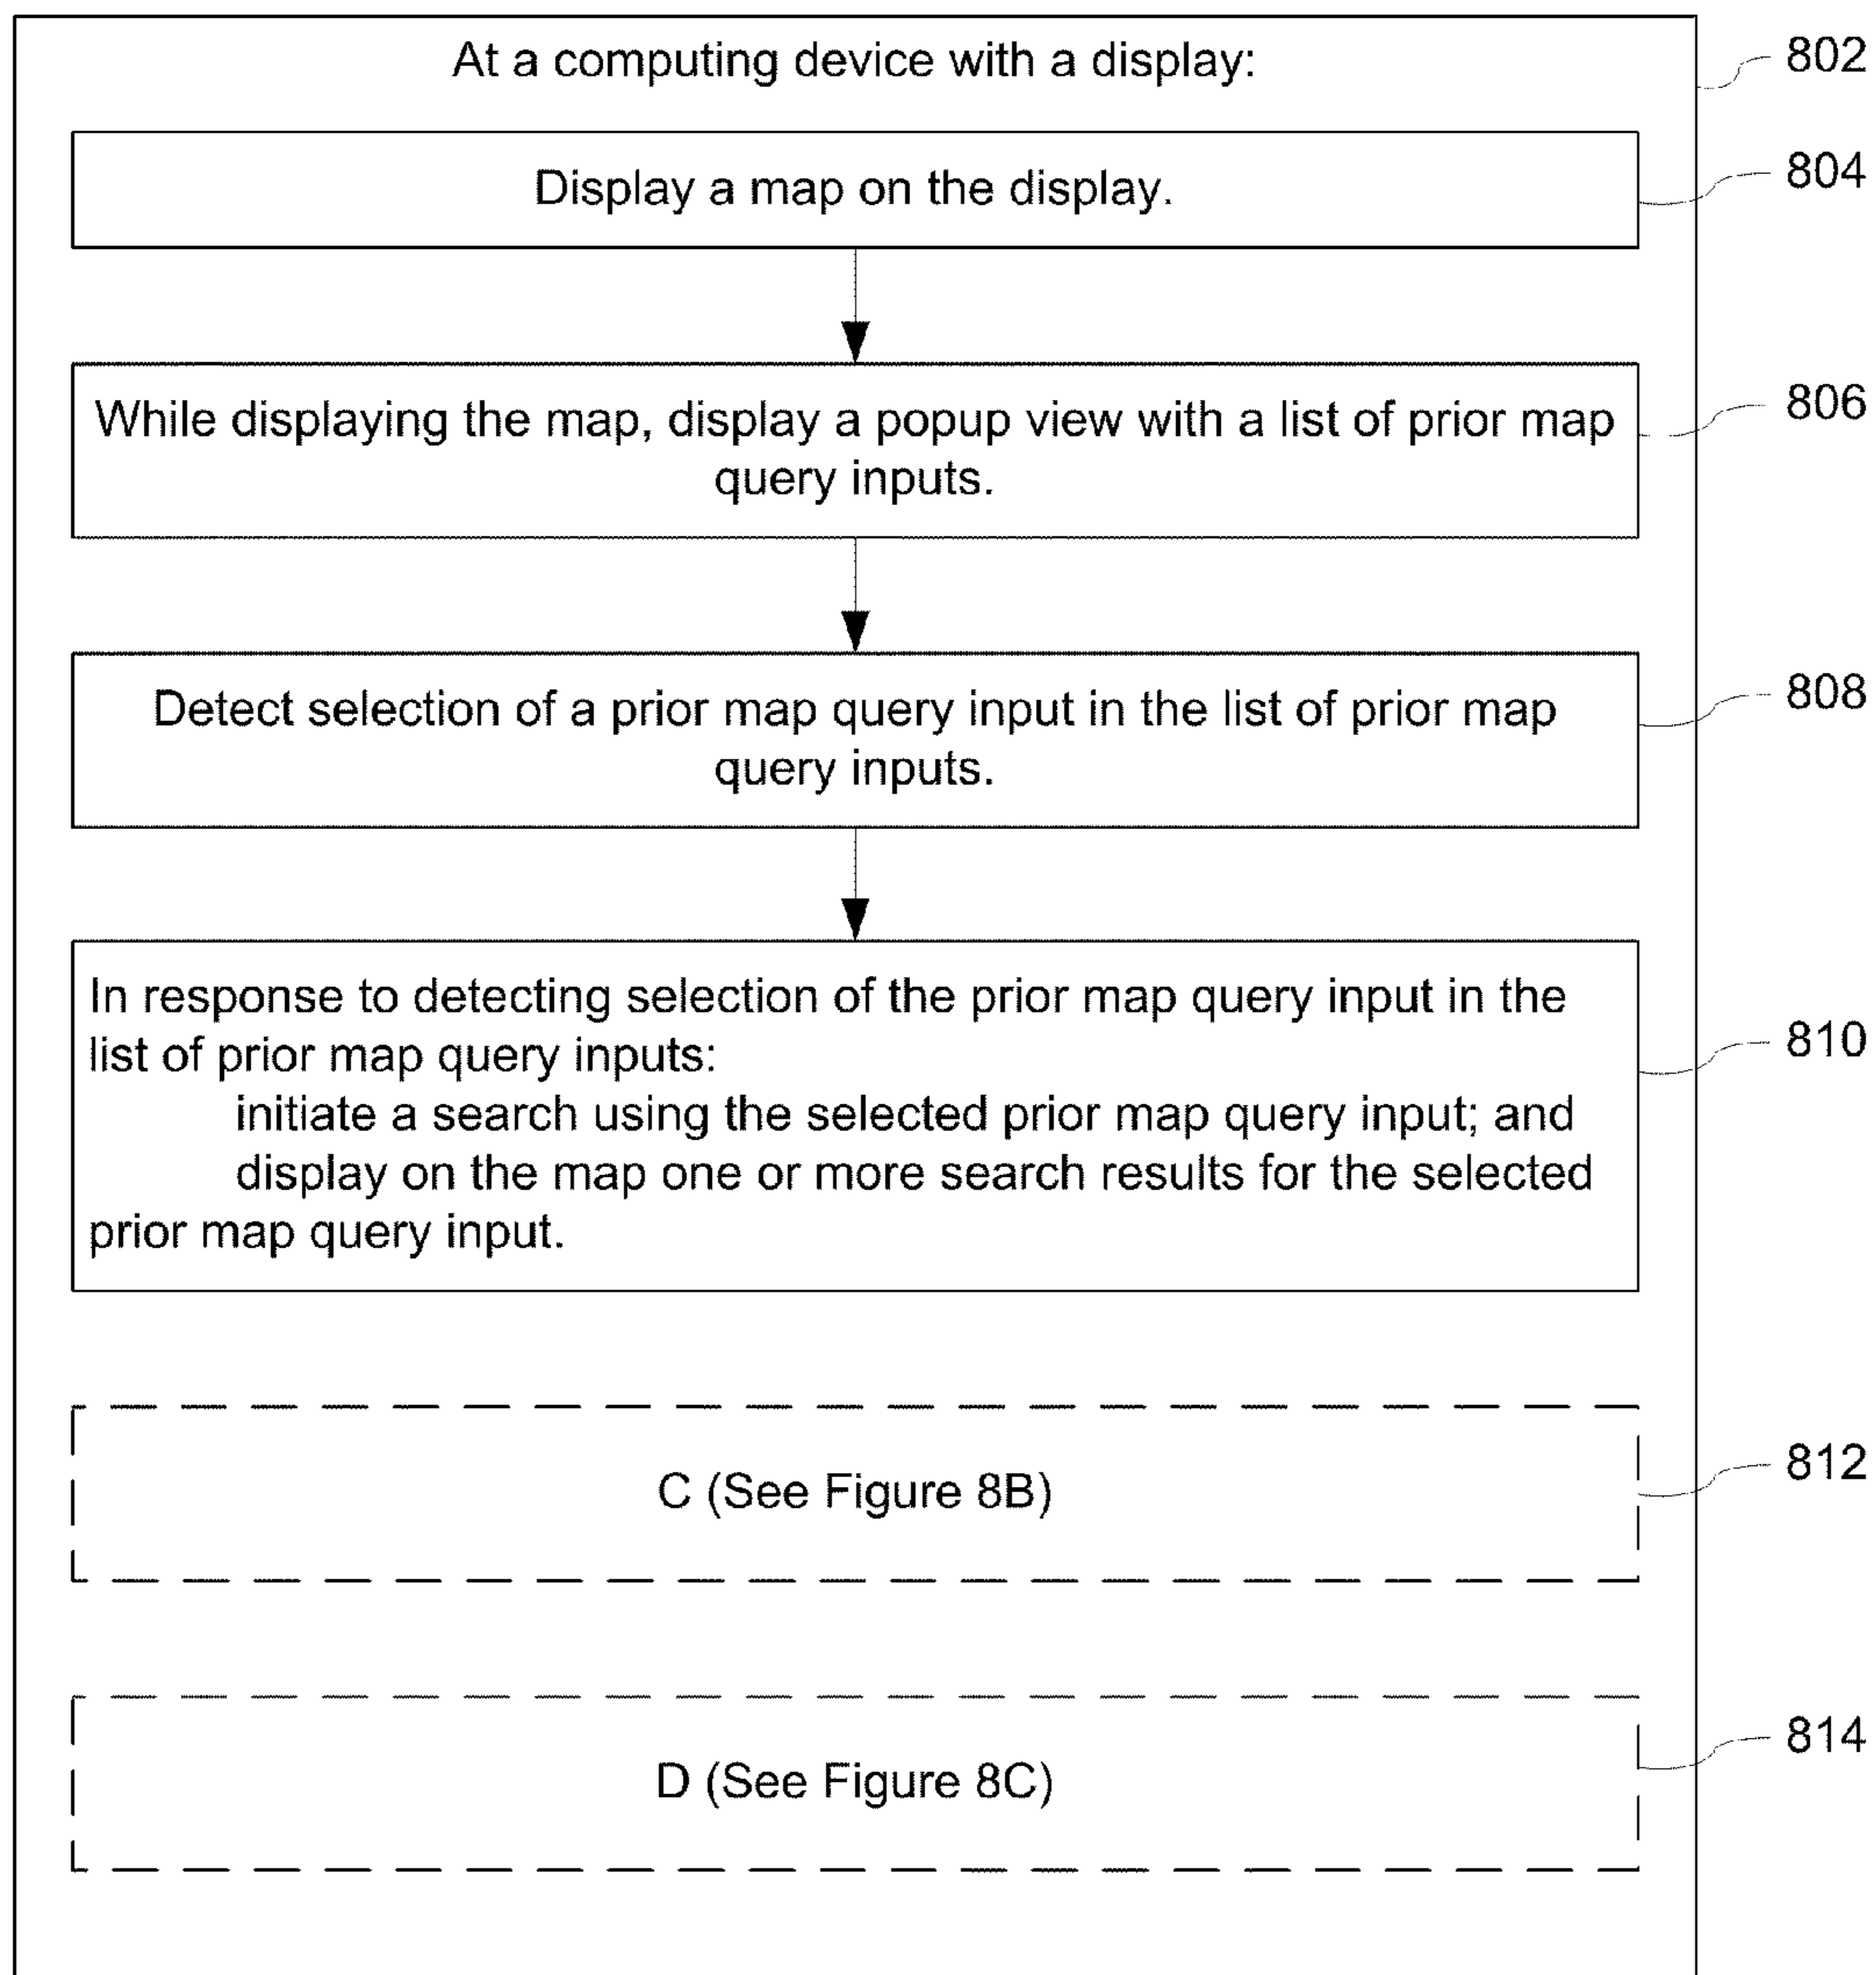 At a computing device with a display:
802
Display a map on the display.
804
While displaying the map, display a popup view with a list of prior map
query inputs.
806
Detect selection of a prior map query input in the list of prior map
query inputs.
808
In response to detecting selection of the prior map query input in the
list of prior map query inputs:
initiate a search using the selected prior map query input; and
display on the map one or more search results for the selected
prior map query input.
810
C (See Figure 8B)
812
D (See Figure 8C)
814